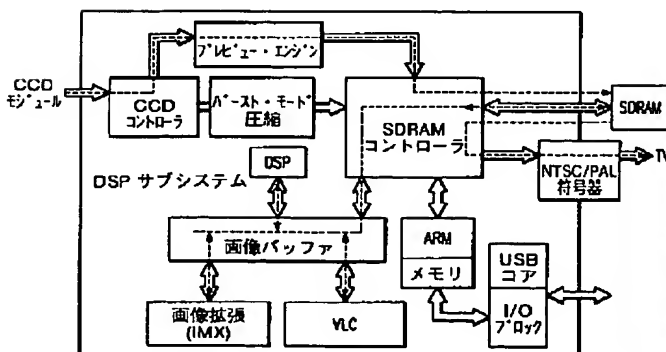 プレビュー・エンジン
CCD
モジュール
CCD
コントローラ
バースト・モード
圧縮
SDRAM
コントローラ
SDRAM
NTSC/PAL
符号器
TV
DSP
DSP サブシステム
画像バッファ
ARM
メモリ
USB
コア
I/O
ブロック
画像拡張
(IMX)
VLC